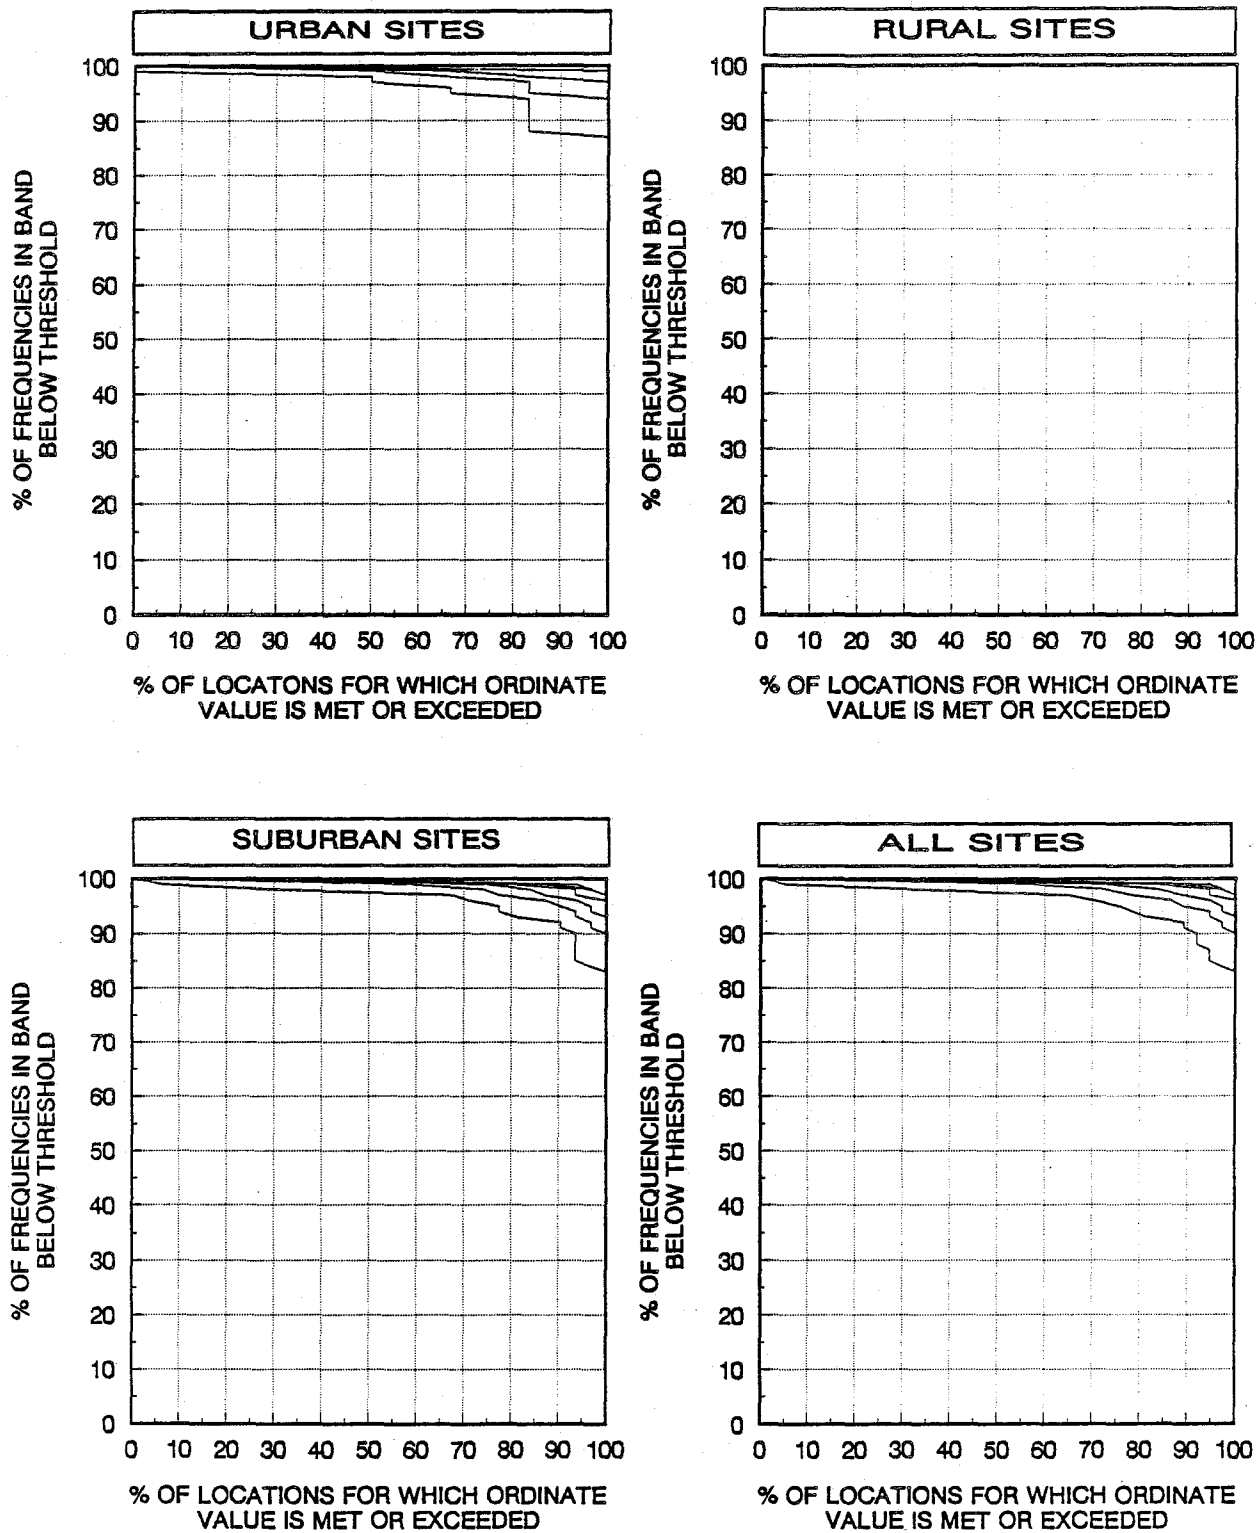 URBAN SITES
100
90
80
70
60
50
40
30
20
10
0
% OF FREQUENCIES IN BAND
BELOW THRESHOLD
0 10 20 30 40 50 60 70 80 90 100
% OF LOCATONS FOR WHICH ORDINATE
VALUE IS MET OR EXCEEDED
RURAL SITES
100
90
80
70
60
50
40
30
20
10
0
% OF FREQUENCIES IN BAND
BELOW THRESHOLD
0 10 20 30 40 50 60 70 80 90 100
% OF LOCATIONS FOR WHICH ORDINATE
VALUE IS MET OR EXCEEDED
SUBURBAN SITES
100
90
80
70
60
50
40
30
20
10
0
% OF FREQUENCIES IN BAND
BELOW THRESHOLD
0 10 20 30 40 50 60 70 80 90 100
% OF LOCATIONS FOR WHICH ORDINATE
VALUE IS MET OR EXCEEDED
ALL SITES
100
90
80
70
60
50
40
30
20
10
0
% OF FREQUENCIES IN BAND
BELOW THRESHOLD
0 10 20 30 40 50 60 70 80 90 100
% OF LOCATIONS FOR WHICH ORDINATE
VALUE IS MET OR EXCEEDED